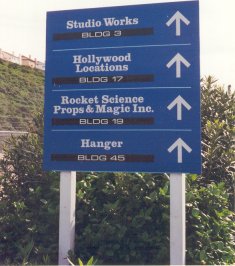 Studio Works
BLDG 3
Hollywood
Locations
BLDG 17
Rocket Science
Props & Magic Inc.
BLDG 19
Hanger
BLDG 45